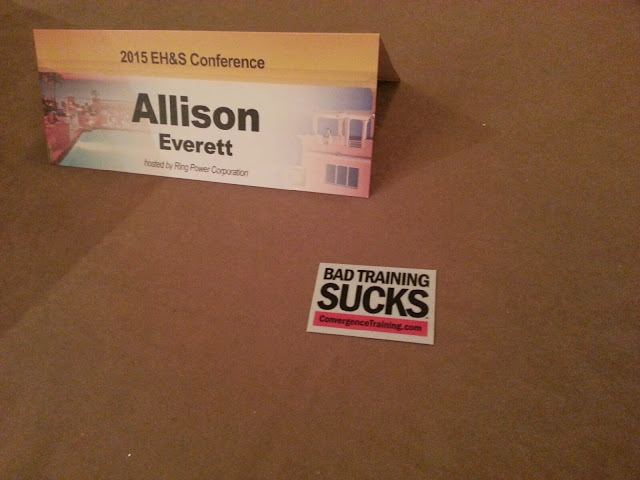 2015 EH&S Conference
Allison
Everett
hosted by Ring Power Corporation
BAD TRAINING
SUCKS
ConvergenceTraining.com